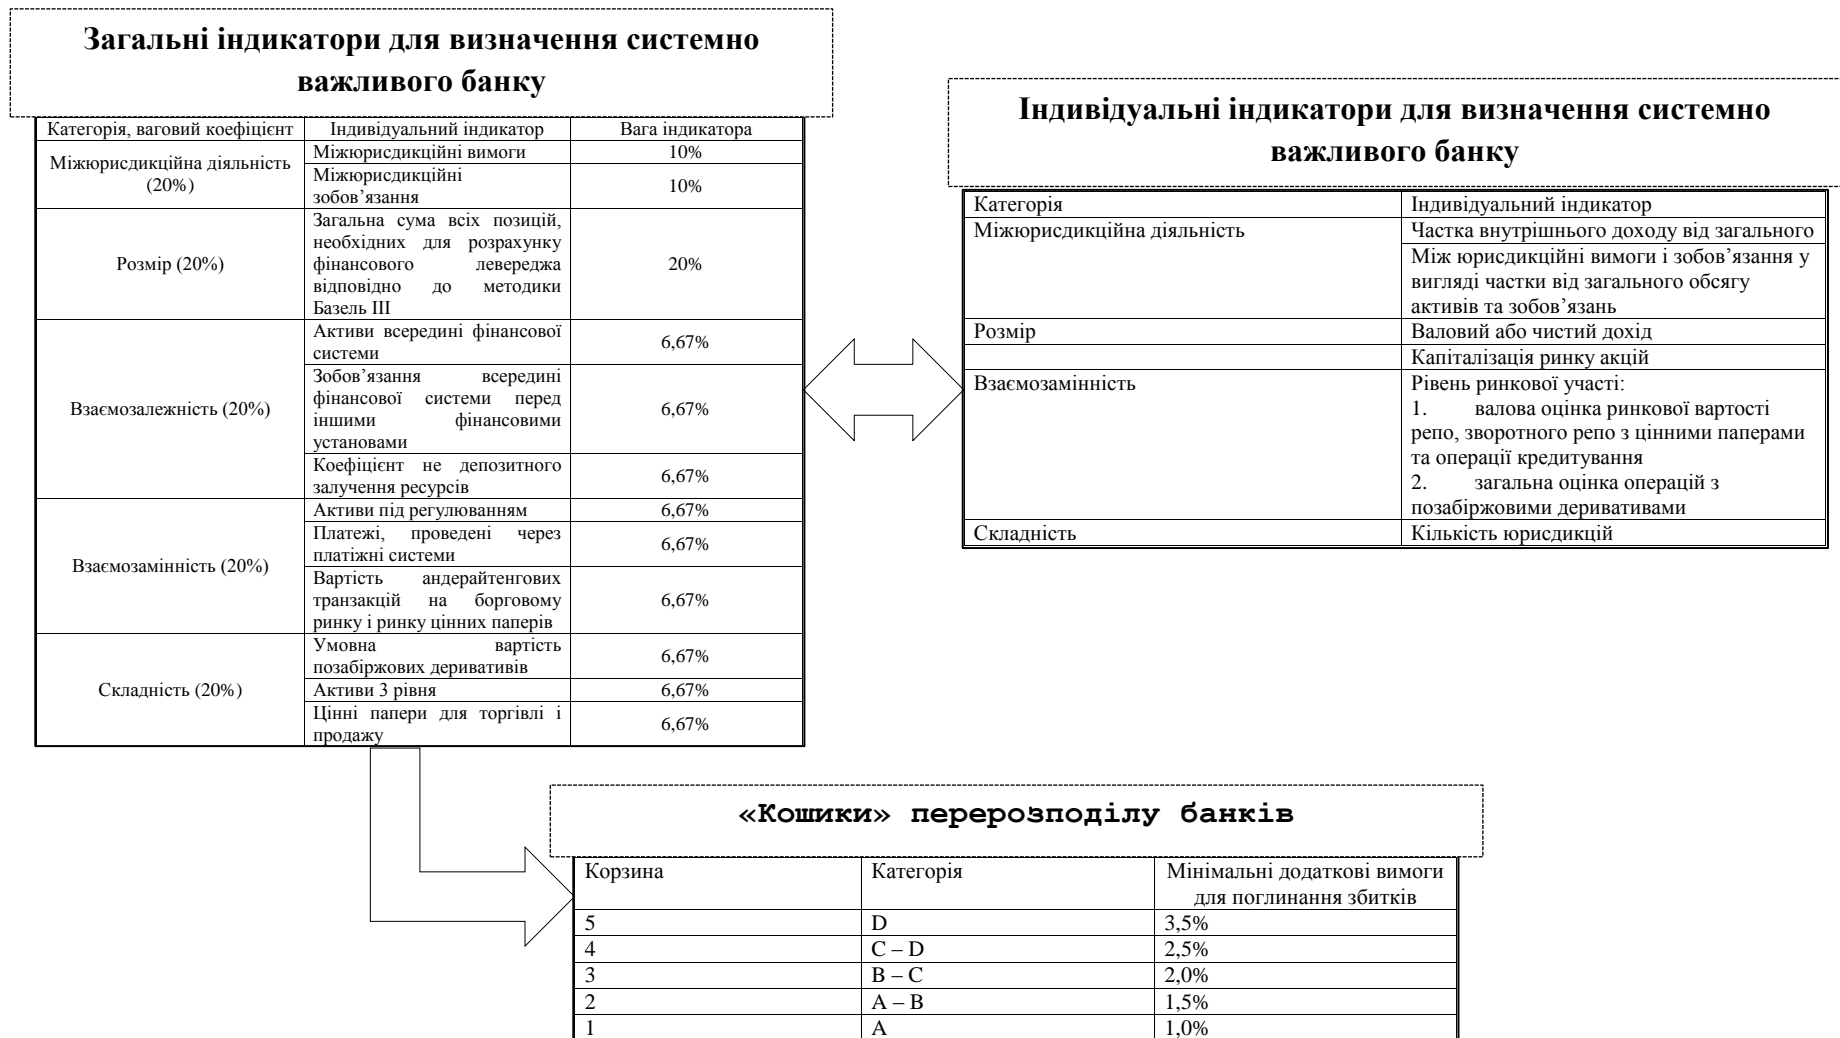 Загальні індикатори для визначення системно
важливого банку
Категорія, ваговий коефіцієнт Індивідуальний індикатор Вага індикатора
Міжюрисдикційна діяльність
(20%)
Міжюрисдикційні вимоги 10%
Міжюрисдикційні
зобов’язання
10%
Розмір (20%)
Загальна сума всіх позицій,
необхідних для розрахунку
фінансового левереджа
відповідно до методики
Базель III
20%
Взаємозалежність (20%)
Активи всередині фінансової
системи
6,67%
Зобов’язання всередині
фінансової системи перед
іншими фінансовими
установами
6,67%
Коефіцієнт не депозитного
залучення ресурсів
6,67%
Взаємозамінність (20%)
Активи під регулюванням 6,67%
Платежі, проведені через
платіжні системи
6,67%
Вартість андерайтенгових
транзакцій на борговому
ринку і ринку цінних паперів
6,67%
Складність (20%)
Умовна вартість
позабіржових деривативів
6,67%
Активи 3 рівня 6,67%
Цінні папери для торгівлі і
продажу
6,67%
Індивідуальні індикатори для визначення системно
важливого банку
Категорія Індивідуальний індикатор
Міжюрисдикційна діяльність Частка внутрішнього доходу від загального
Між юрисдикційні вимоги і зобов’язання у
вигляді частки від загального обсягу
активів та зобов’язань
Розмір Валовий або чистий дохід
Капіталізація ринку акцій
Взаємозамінність Рівень ринкової участі:
1. валова оцінка ринкової вартості
репо, зворотного репо з цінними паперами
та операції кредитування
2. загальна оцінка операцій з
позабіржовими деривативами
Складність Кількість юрисдикцій
«Кошики» перерозподілу банків
Корзина Категорія Мінімальні додаткові вимоги
для поглинання збитків
5 D 3,5%
4 C – D 2,5%
3 B – C 2,0%
2 A – B 1,5%
1 A 1,0%